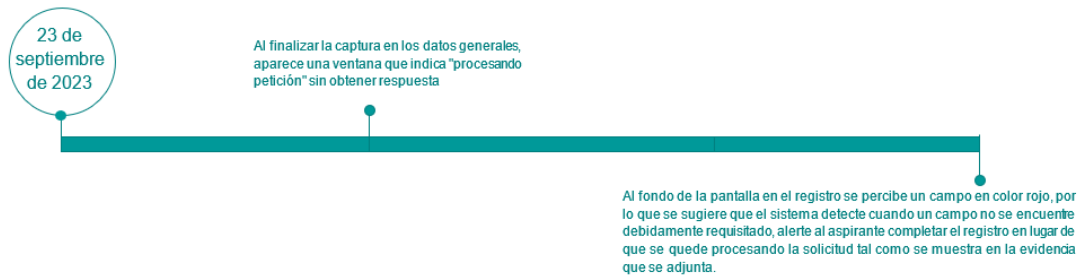 23 de
septiembre
de 2023
Al finalizar la captura en los datos generales,
aparece una ventana que indica "procesando
petición" sin obtener respuesta
Al fondo de la pantalla en el registro se percibe un campo en color rojo, por
lo que se sugiere que el sistema detecte cuando un campo no se encuentre
debidamente requisitado, alerte al aspirante completar el registro en lugar de
que se quede procesando la solicitud tal como se muestra en la evidencia
que se adjunta.